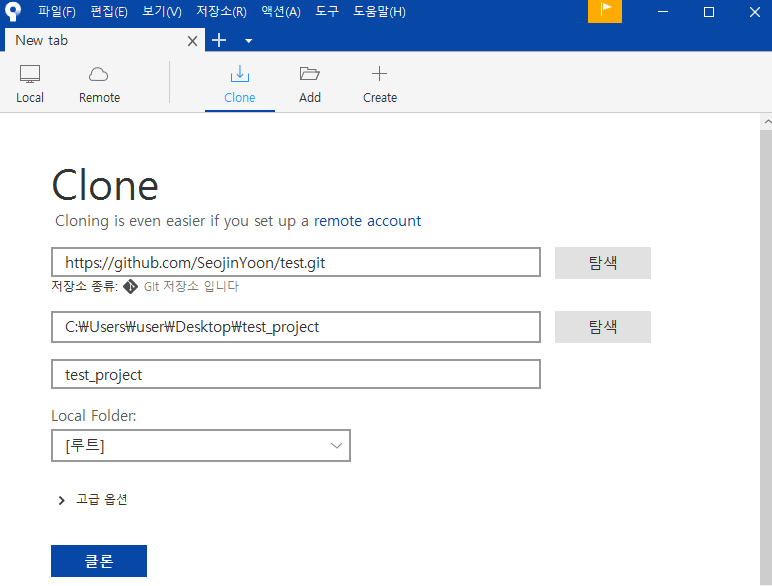 파일(F) 편집(E) 보기(V) 저장소(R) 액션(A) 도구 도움말(H)
New tab
Local Remote Clone Add Create
Clone
Cloning is even easier if you set up a remote account
https://github.com/SeojinYoon/test.git 탐색
저장소 종류: Git 저장소 입니다
C:₩Users₩user₩Desktop₩test_project 탐색
test_project
Local Folder:
[루트]
고급 옵션
클론